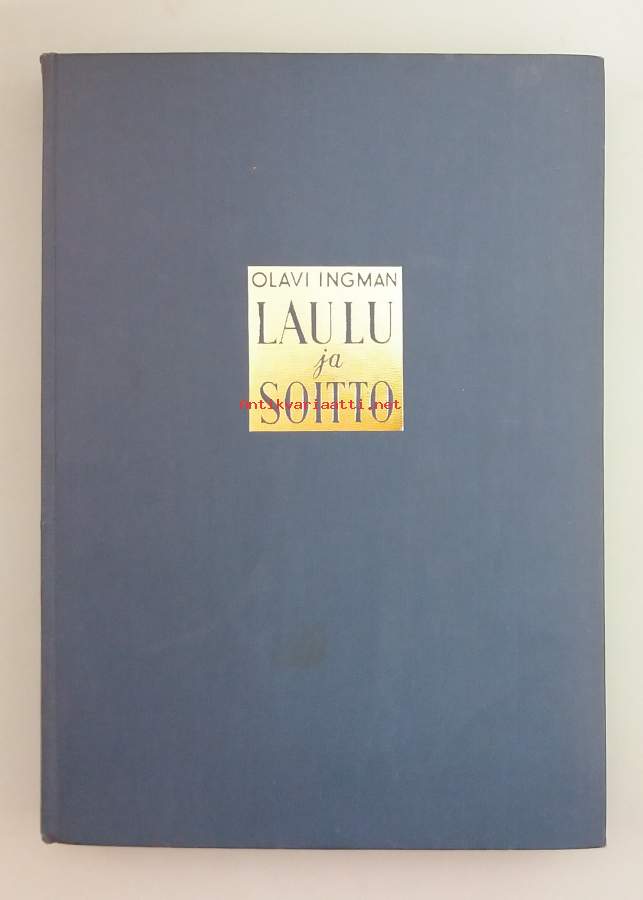 OLAVI INGMAN
LAULU
ja
SOITTO
Antikvariaatti.net